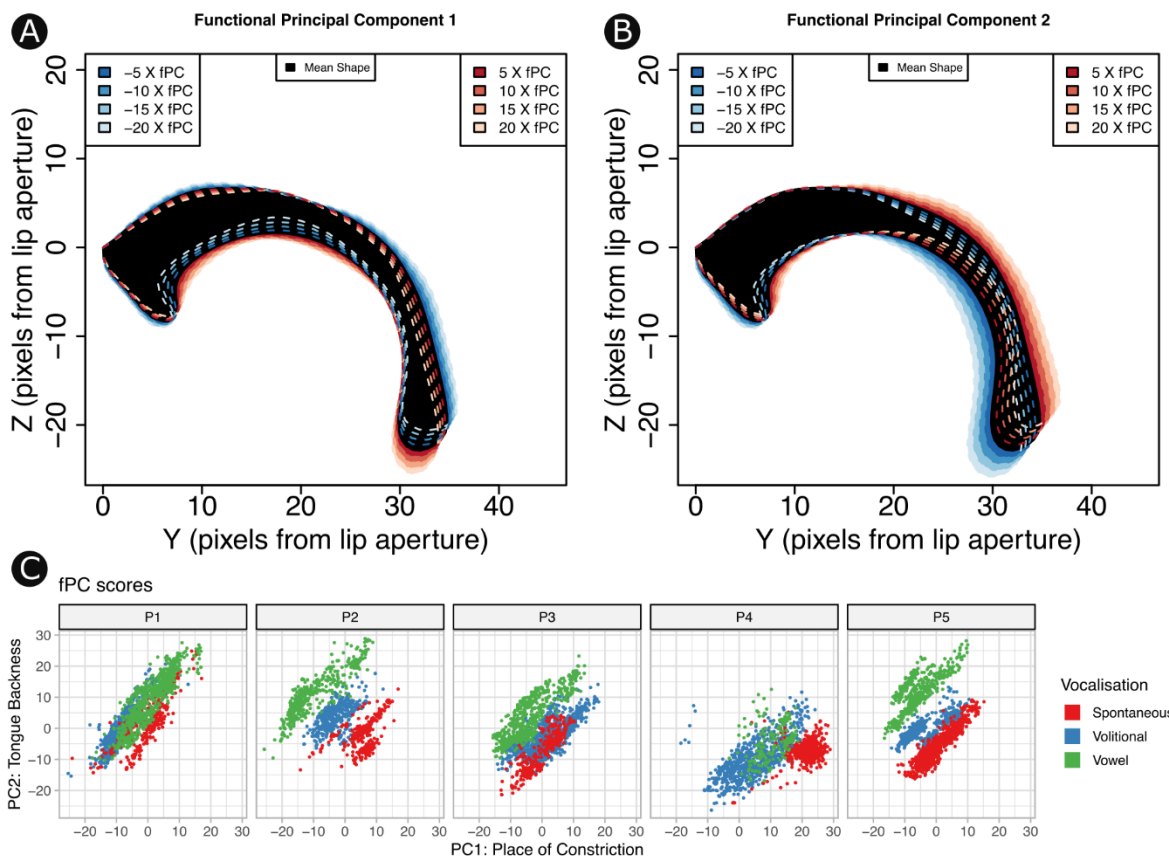 A
Functional Principal Component 1
−5 X fPC
−10 X fPC
−15 X fPC
−20 X fPC
Mean Shape
5 X fPC
10 X fPC
15 X fPC
20 X fPC
Z (pixels from lip aperture)
20
10
0
−10
−20
0 10 20 30 40
Y (pixels from lip aperture)
B
Functional Principal Component 2
−5 X fPC
−10 X fPC
−15 X fPC
−20 X fPC
Mean Shape
5 X fPC
10 X fPC
15 X fPC
20 X fPC
Z (pixels from lip aperture)
20
10
0
−10
−20
0 10 20 30 40
Y (pixels from lip aperture)
C
fPC scores
P1 P2 P3 P4 P5
PC2: Tongue Backness
30
20
10
0
−10
−20
−20 −10 0 10 20 30 −20 −10 0 10 20 30 −20 −10 0 10 20 30 −20 −10 0 10 20 30 −20 −10 0 10 20 30
PC1: Place of Constriction
Vocalisation
Spontaneous
Volitional
Vowel